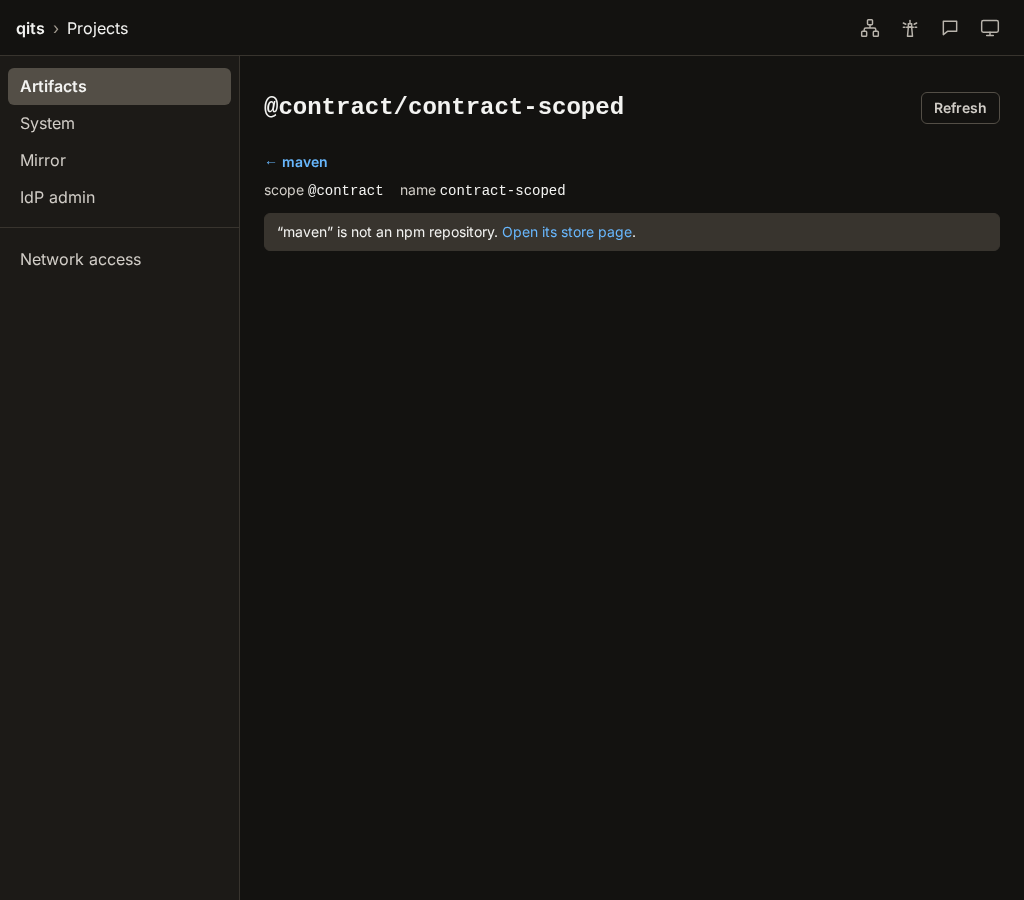 qits › Projects
Artifacts
System
Mirror
IdP admin
Network access
@contract/contract-scoped
Refresh
← maven
scope @contract name contract-scoped
“maven” is not an npm repository. Open its store page.